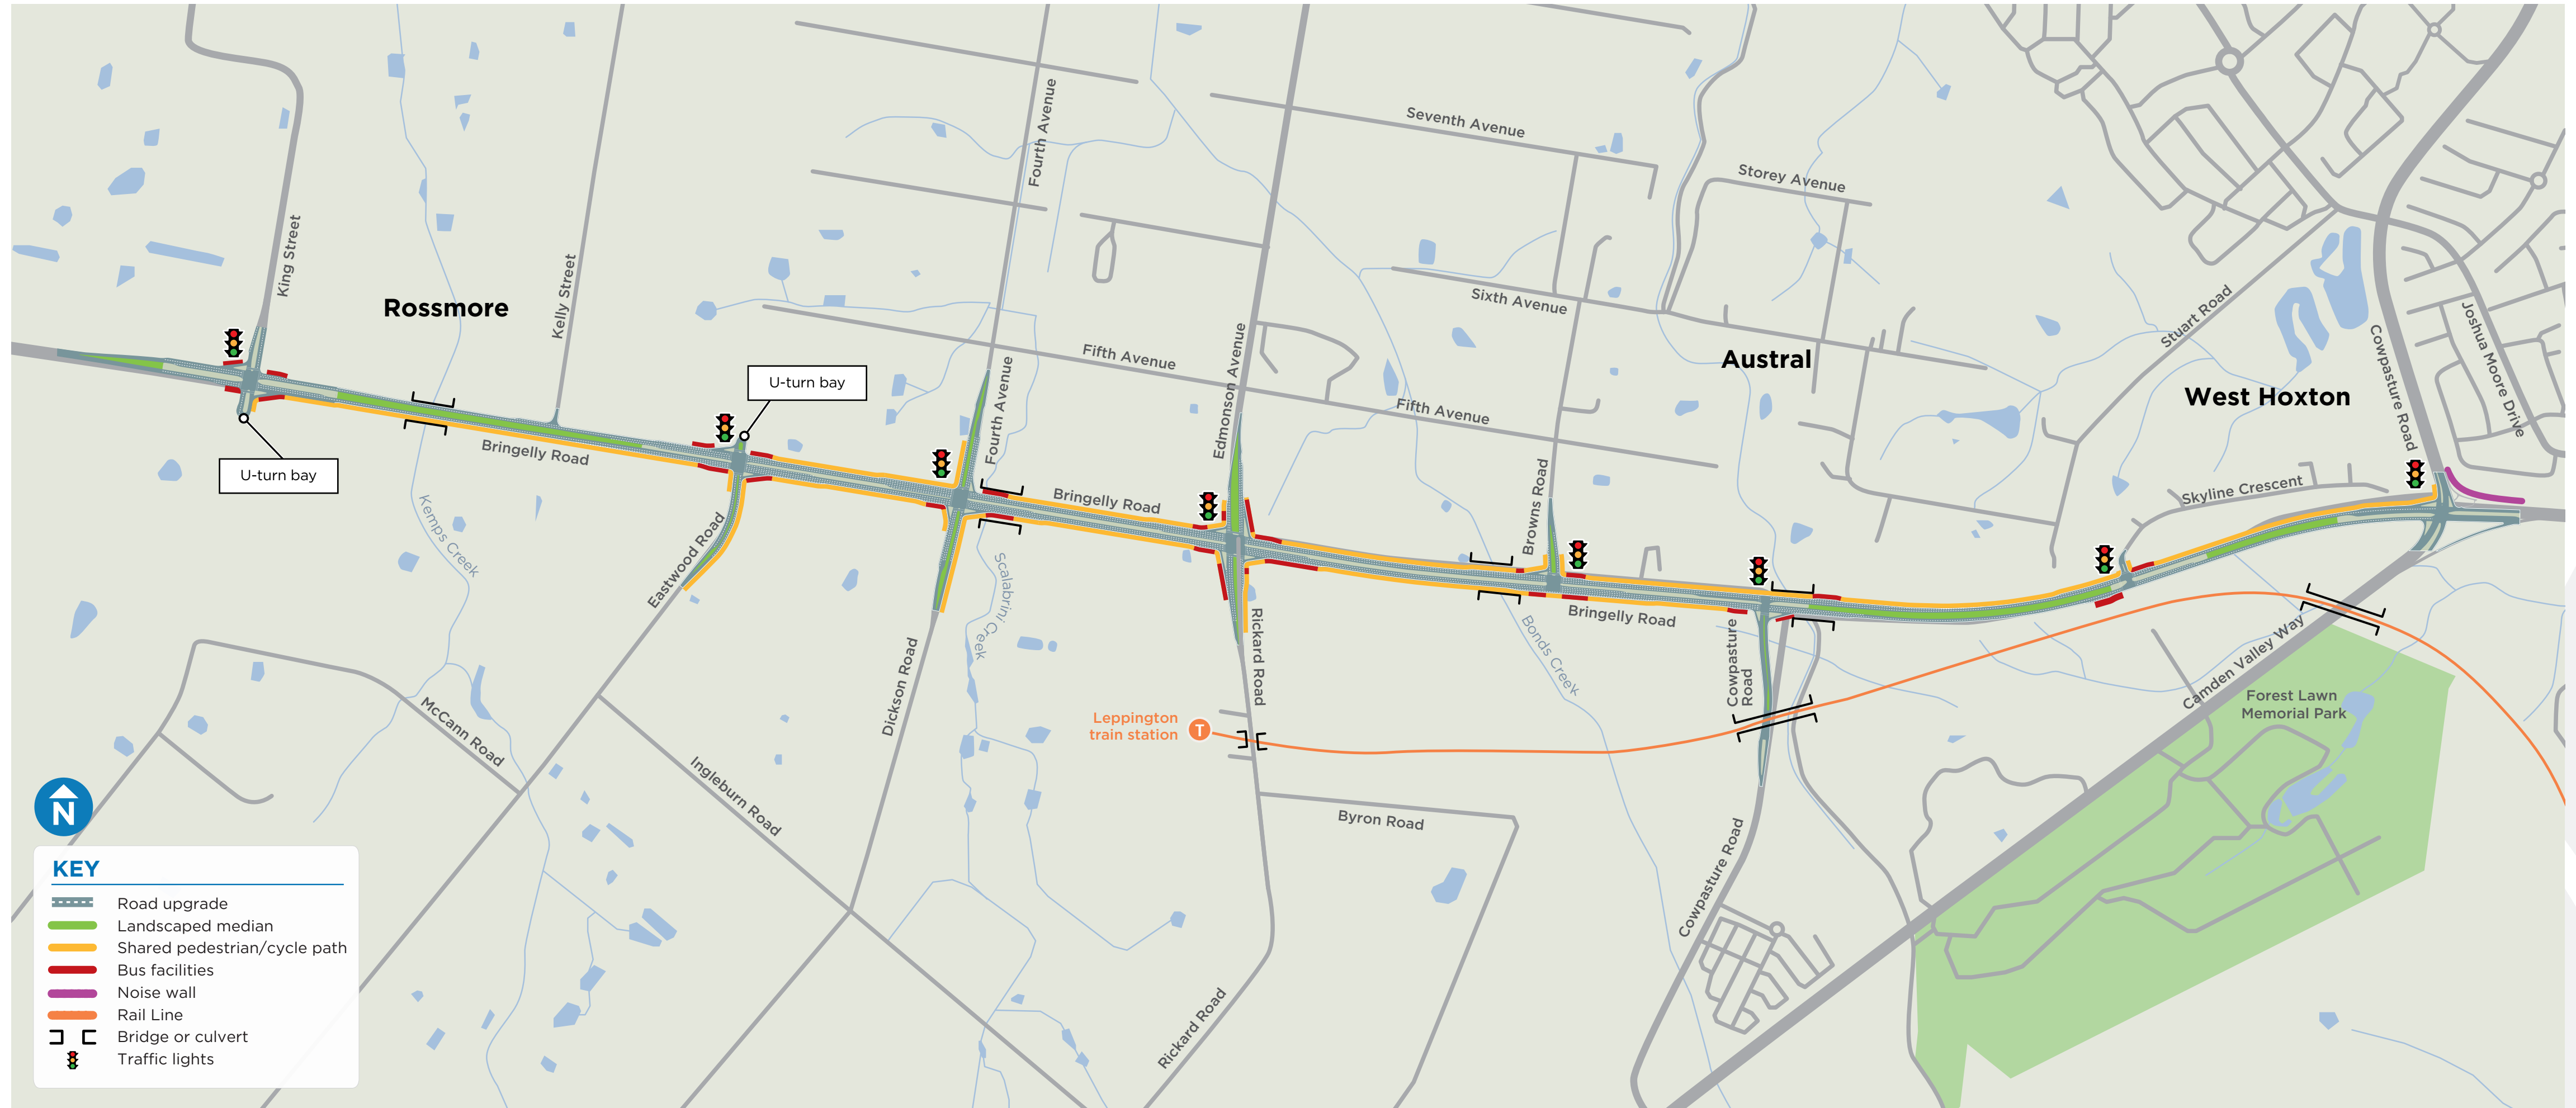 Fourth Avenue
Seventh Avenue
Storey Avenue
King Street
Rossmore
Kelly Street
Sixth Avenue
Stuart Road
Joshua Moore Drive
Cowpasture Road
Fifth Avenue
Edmonson Avenue
Austral
West Hoxton
U-turn bay
Fourth Avenue
Fifth Avenue
Bringelly Road
U-turn bay
Bringelly Road
Browns Road
Skyline Crescent
Kemps Creek
Eastwood Road
Scalabrini Creek
Bringelly Road
Rickard Road
Bonds Creek
Cowpasture
Road
Camden Valley Way
Dickson Road
McCann Road
Leppington
train station
T
Forest Lawn
Memorial Park
Ingleburn Road
Byron Road
Cowpasture Road
Rickard Road
N
KEY
Road upgrade
Landscaped median
Shared pedestrian/cycle path
Bus facilities
Noise wall
Rail Line
Bridge or culvert
Traffic lights